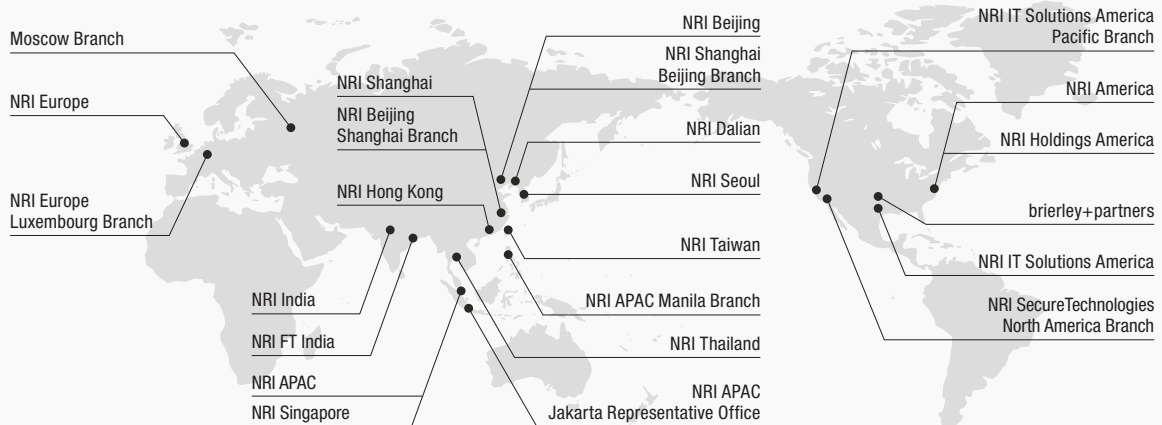 Moscow Branch
NRI Europe
NRI Europe
Luxembourg Branch
NRI Shanghai
NRI Beijing
Shanghai Branch
NRI Hong Kong
NRI India
NRI FT India
NRI APAC
NRI Singapore
NRI Beijing
NRI Shanghai
Beijing Branch
NRI Dalian
NRI Seoul
NRI Taiwan
NRI APAC Manila Branch
NRI Thailand
NRI APAC
Jakarta Representative Office
NRI IT Solutions America
Pacific Branch
NRI America
NRI Holdings America
brierley+partners
NRI IT Solutions America
NRI SecureTechnologies
North America Branch